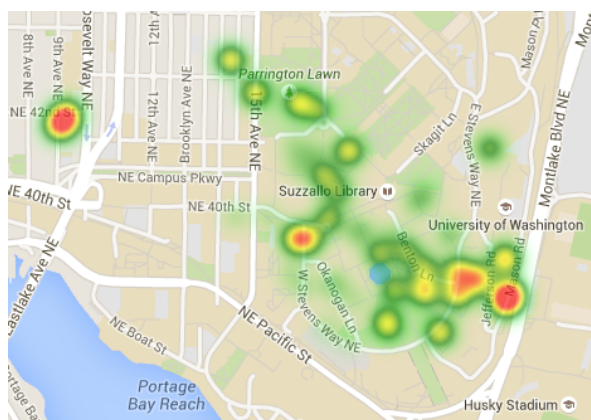 8th Ave NE
9th Ave NE
Roosevelt Way NE
12th A
12th Ave NE
Brooklyn Ave NE
15th Ave NE
Parrington Lawn
NE 42nd St
NE Campus Pkwy
NE 40th St
NE 40th St
Suzzallo Library
Skagit Ln
E Stevens Way NE
Mason
Montlake Blvd NE
University of Washington
Benton Ln
Jefferson Rd
Mason Rd
Okanogan Ln
W Stevens Way NE
Eastlake Ave NE
NE Boat St
NE Pacific St
Portage
Bay Reach
Portage Bay
Husky Stadium